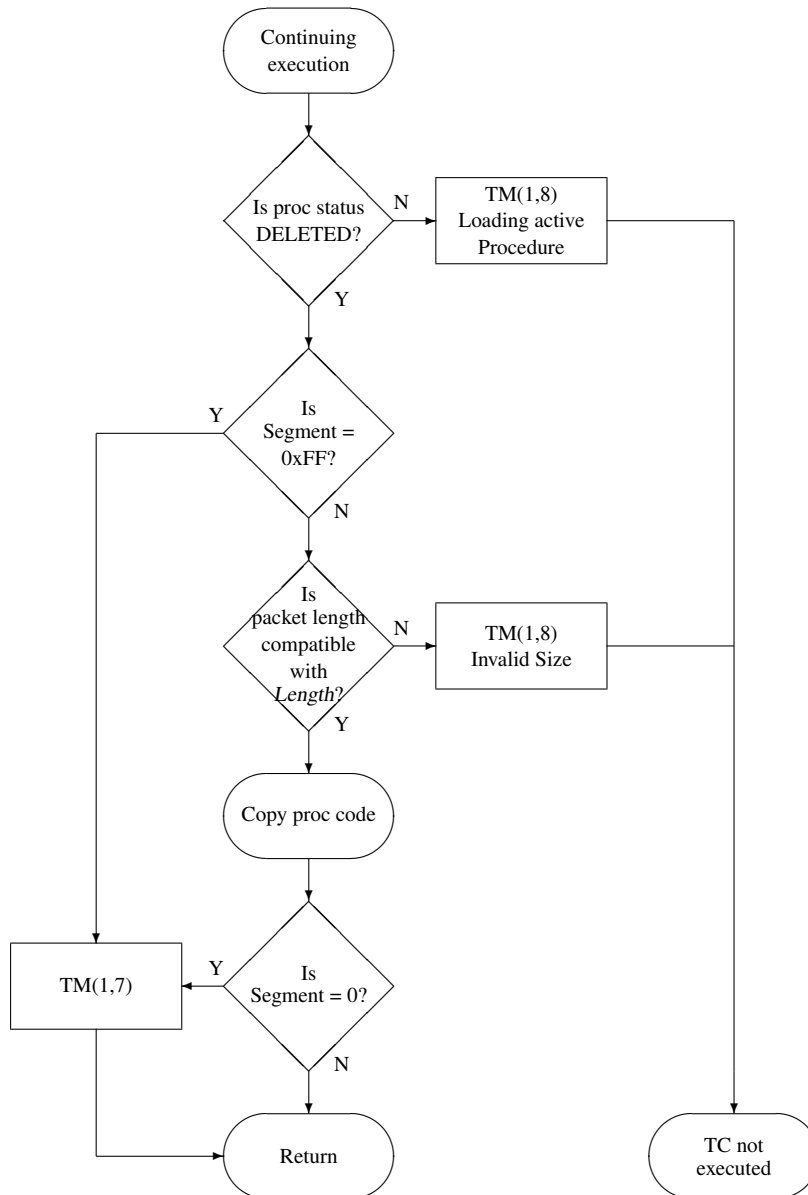 Continuing
execution
Is proc status
DELETED?
N
TM(1,8)
Loading active
Procedure
Y
Y
Is
Segment =
0xFF?
N
Is
packet length
compatible
with
Length?
N
TM(1,8)
Invalid Size
Y
Copy proc code
TM(1,7)
Y
Is
Segment = 0?
N
Return
TC not
executed